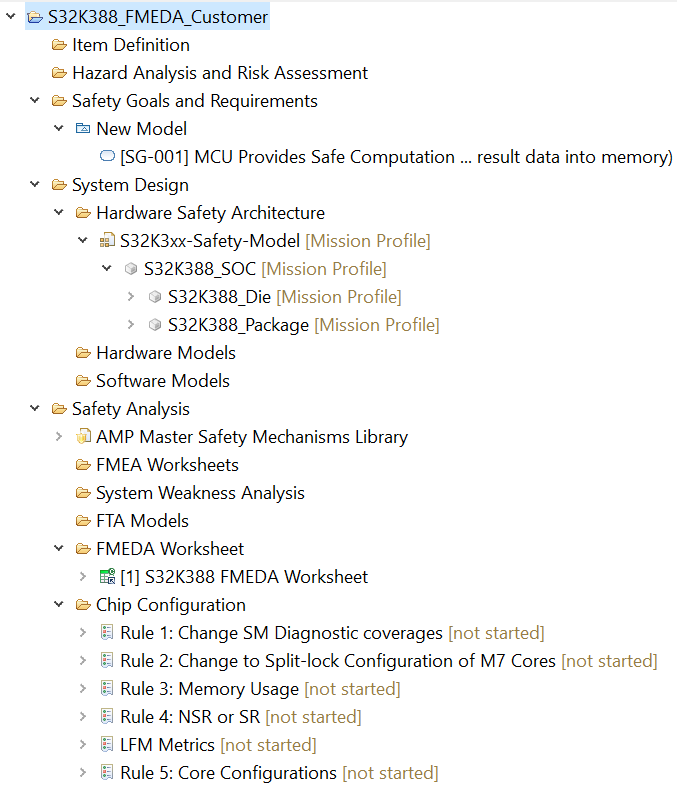 S32K388_FMEDA_Customer
Item Definition
Hazard Analysis and Risk Assessment
Safety Goals and Requirements
New Model
[SG-001] MCU Provides Safe Computation ... result data into memory)
System Design
Hardware Safety Architecture
S32K3xx-Safety-Model [Mission Profile]
S32K388_SOC [Mission Profile]
S32K388_Die [Mission Profile]
S32K388_Package [Mission Profile]
Hardware Models
Software Models
Safety Analysis
AMP Master Safety Mechanisms Library
FMEA Worksheets
System Weakness Analysis
FTA Models
FMEDA Worksheet
[1] S32K388 FMEDA Worksheet
Chip Configuration
Rule 1: Change SM Diagnostic coverages [not started]
Rule 2: Change to Split-lock Configuration of M7 Cores [not started]
Rule 3: Memory Usage [not started]
Rule 4: NSR or SR [not started]
LFM Metrics [not started]
Rule 5: Core Configurations [not started]